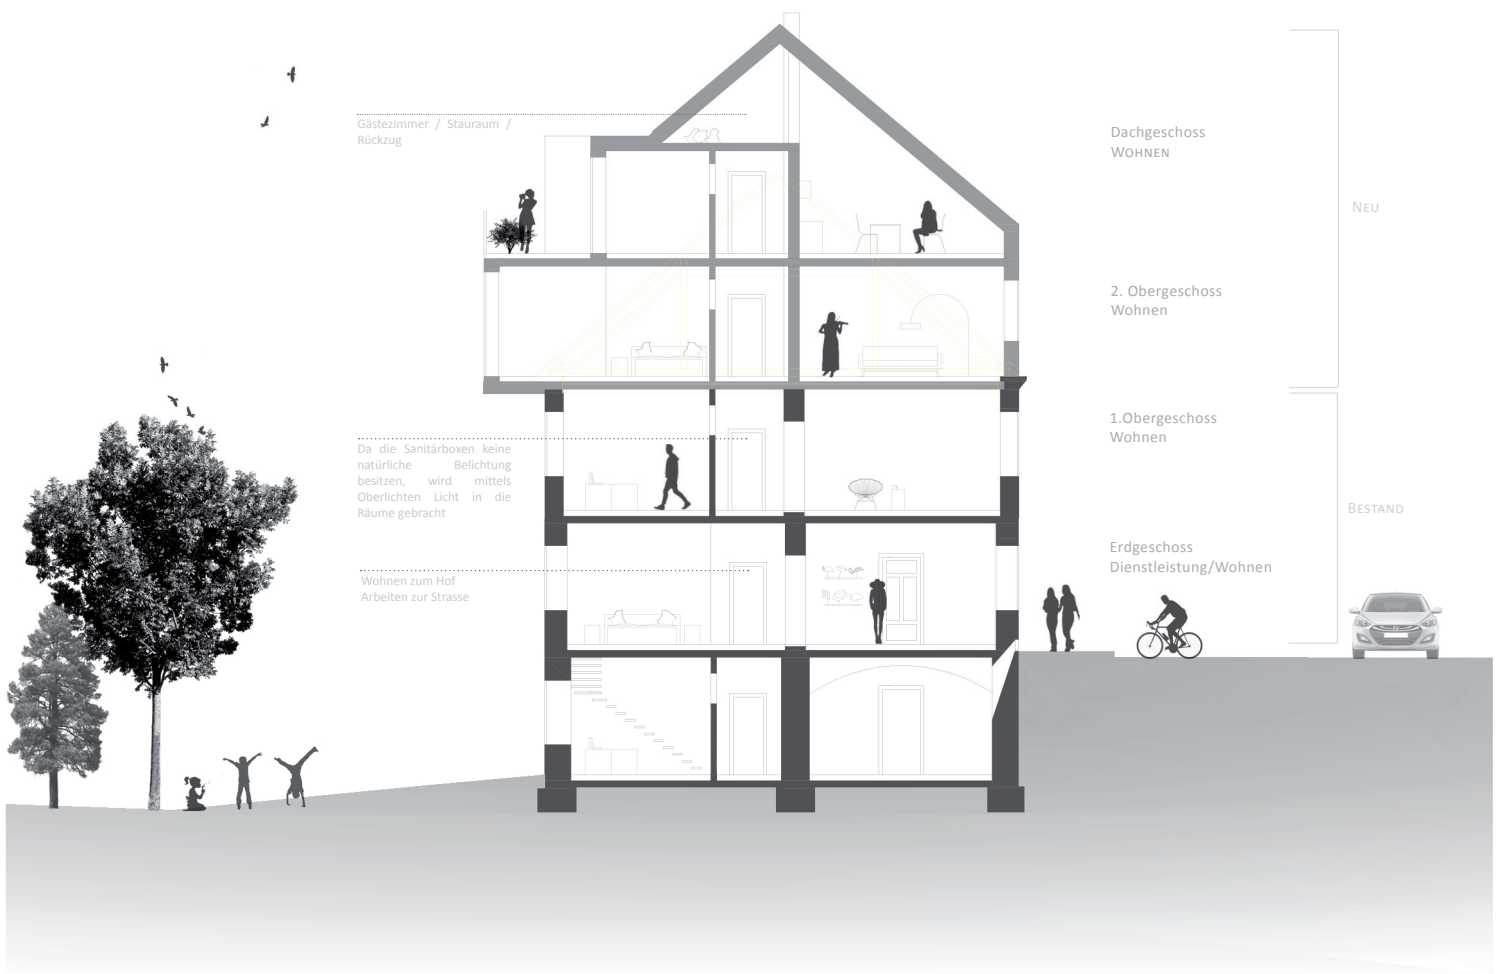 Gästezimmer / Stauraum /
Rückzug
Da die Sanitärboxen keine
natürliche Belichtung
besitzen, wird mittels
Oberlichten Licht in die
Räume gebracht
Wohnen zum Hof
Arbeiten zur Strasse
Dachgeschoss
WOHNEN
2. Obergeschoss
Wohnen
1.Obergeschoss
Wohnen
Erdgeschoss
Dienstleistung/Wohnen
NEU
BESTAND